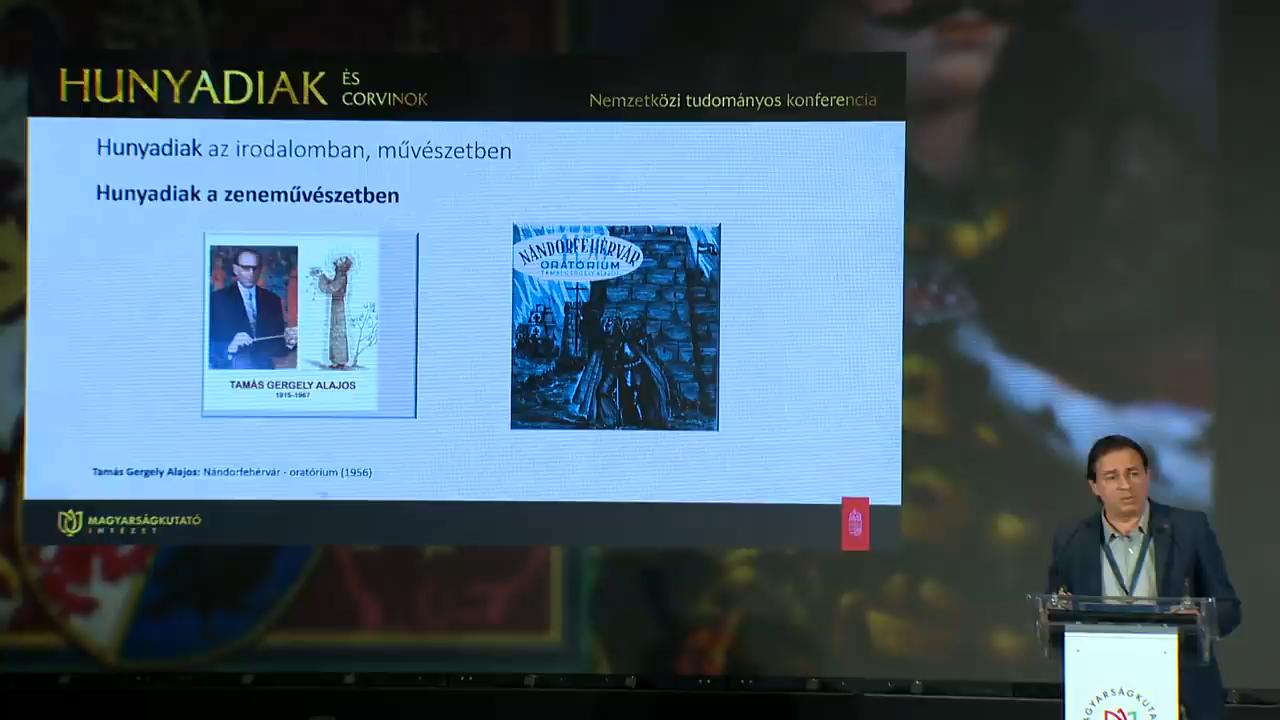 HUNYADIAK ÉS
CORVINOK
Nemzetközi tudományos konferencia
Hunyadiak az irodalomban, művészetben
Hunyadiak a zeneművészetben
NÁNDORFEHÉRVÁR
ORATÓRIUM
TAMÁS GERGELY ALAJOS
TAMÁS GERGELY ALAJOS
1915-1967
Tamás Gergely Alajos: Nándorfehérvár - oratórium (1956)
MAGYARSÁGKUTATÓ
INTÉZET